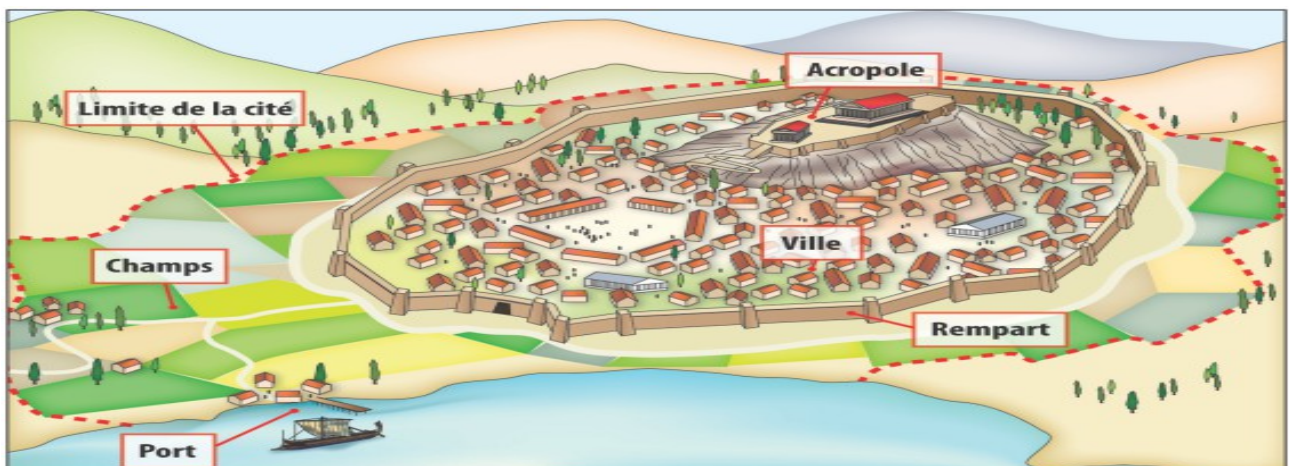 Acropole
Limite de la cité
Ville
Champs
Rempart
Port